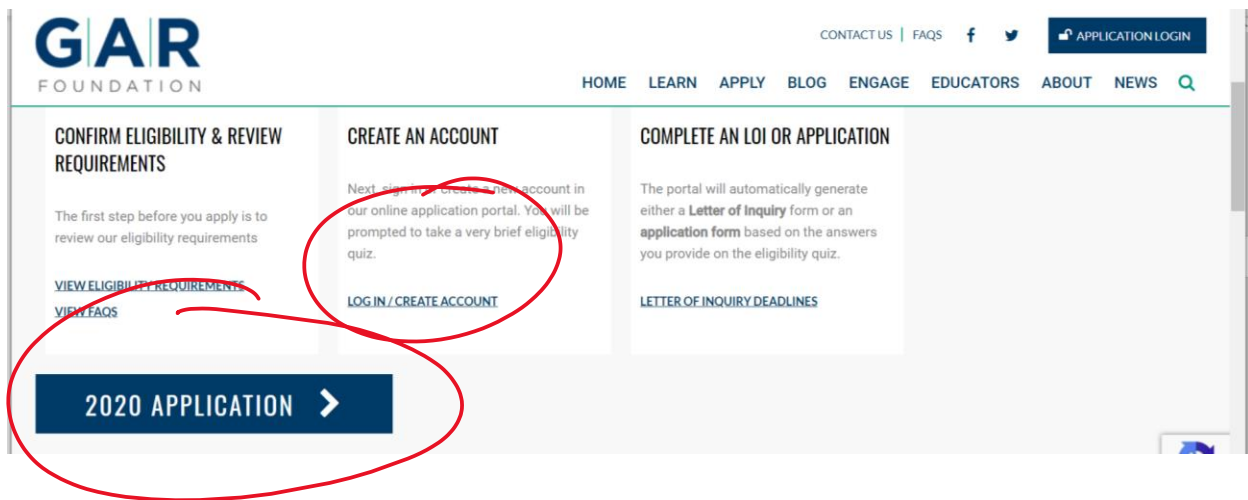 GAR
FOUNDATION
CONTACT US | FAQS
APPLICATION LOGIN
HOME LEARN APPLY BLOG ENGAGE EDUCATORS ABOUT NEWS
CONFIRM ELIGIBILITY & REVIEW
REQUIREMENTS
The first step before you apply is to
review our eligibility requirements
VIEW ELIGIBILITY REQUIREMENTS
VIEW FAQS
CREATE AN ACCOUNT
Next, sign in or create a new account in
our online application portal. You will be
prompted to take a very brief eligibility
quiz.
LOG IN / CREATE ACCOUNT
COMPLETE AN LOI OR APPLICATION
The portal will automatically generate
either a Letter of Inquiry form or an
application form based on the answers
you provide on the eligibility quiz.
LETTER OF INQUIRY DEADLINES
2020 APPLICATION